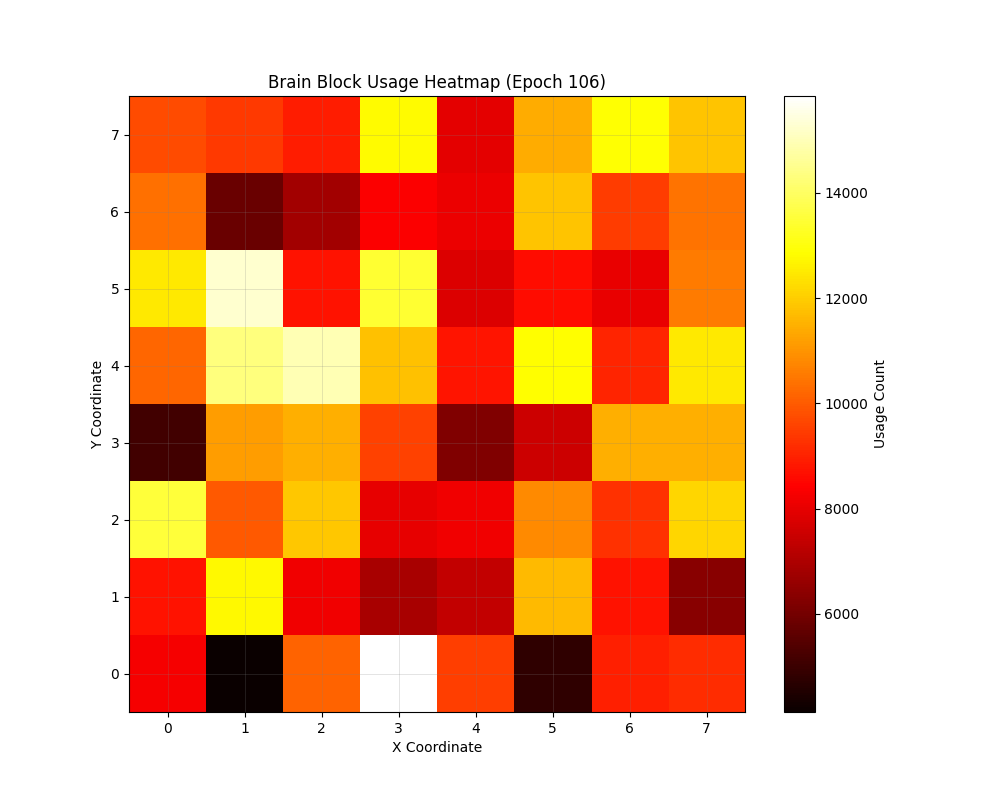 Brain Block Usage Heatmap (Epoch 106)
7
6
5
4
3
2
1
0
Y Coordinate
0 1 2 3 4 5 6 7
X Coordinate
14000
12000
10000
8000
6000
Usage Count